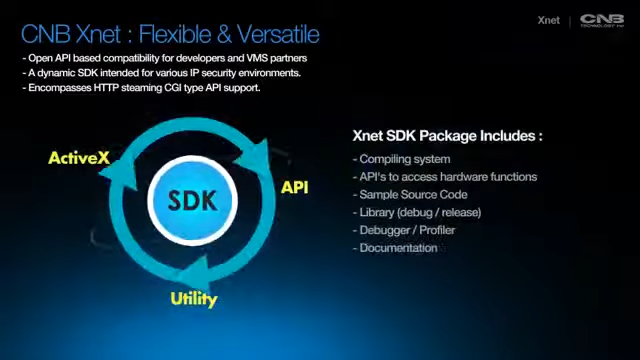 Xnet
CNB
TECHNOLOGY INC
CNB Xnet : Flexible & Versatile
- Open API based compatibility for developers and VMS partners
- A dynamic SDK intended for various IP security environments.
- Encompasses HTTP steaming CGI type API support.
ActiveX
SDK
API
Utility
Xnet SDK Package Includes :
- Compiling system
- API's to access hardware functions
- Sample Source Code
- Library (debug / release)
- Debugger / Profiler
- Documentation